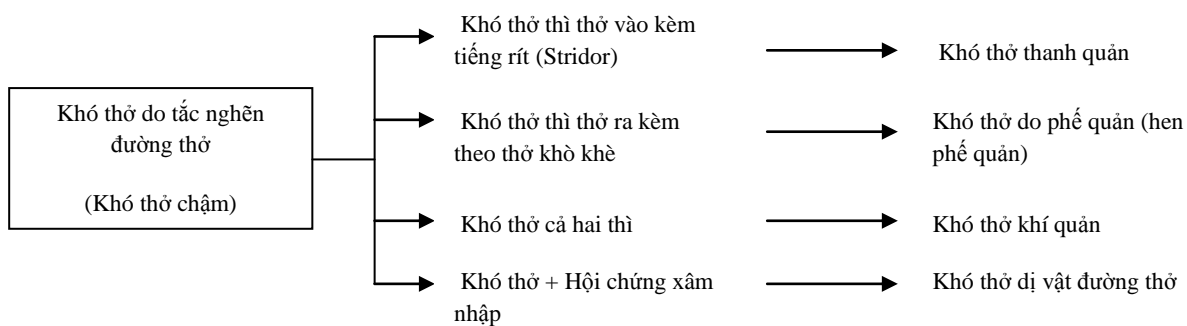 Khó thở do tắc nghẽn
đường thở
(Khó thở chậm)
Khó thở thì thở vào kèm
tiếng rít (Stridor)
Khó thở thanh quản
Khó thở thì thở ra kèm
theo thở khò khè
Khó thở do phế quản (hen
phế quản)
Khó thở cả hai thì
Khó thở khí quản
Khó thở + Hội chứng xâm
nhập
Khó thở dị vật đường thở